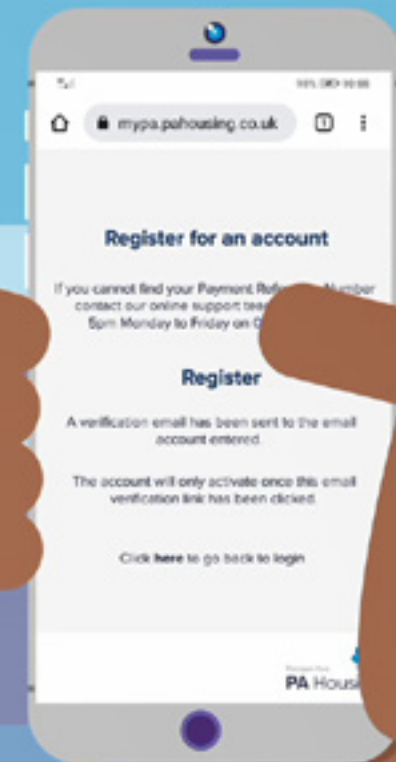 mypa.pahousing.co.uk
Register for an account
If you cannot find your Payment Number
contact our online support
5pm Monday to Friday on
Register
A verification email has been sent to the email
account entered.
The account will only activate once this email
verification link has been clicked.
Click here to go back to login
PA